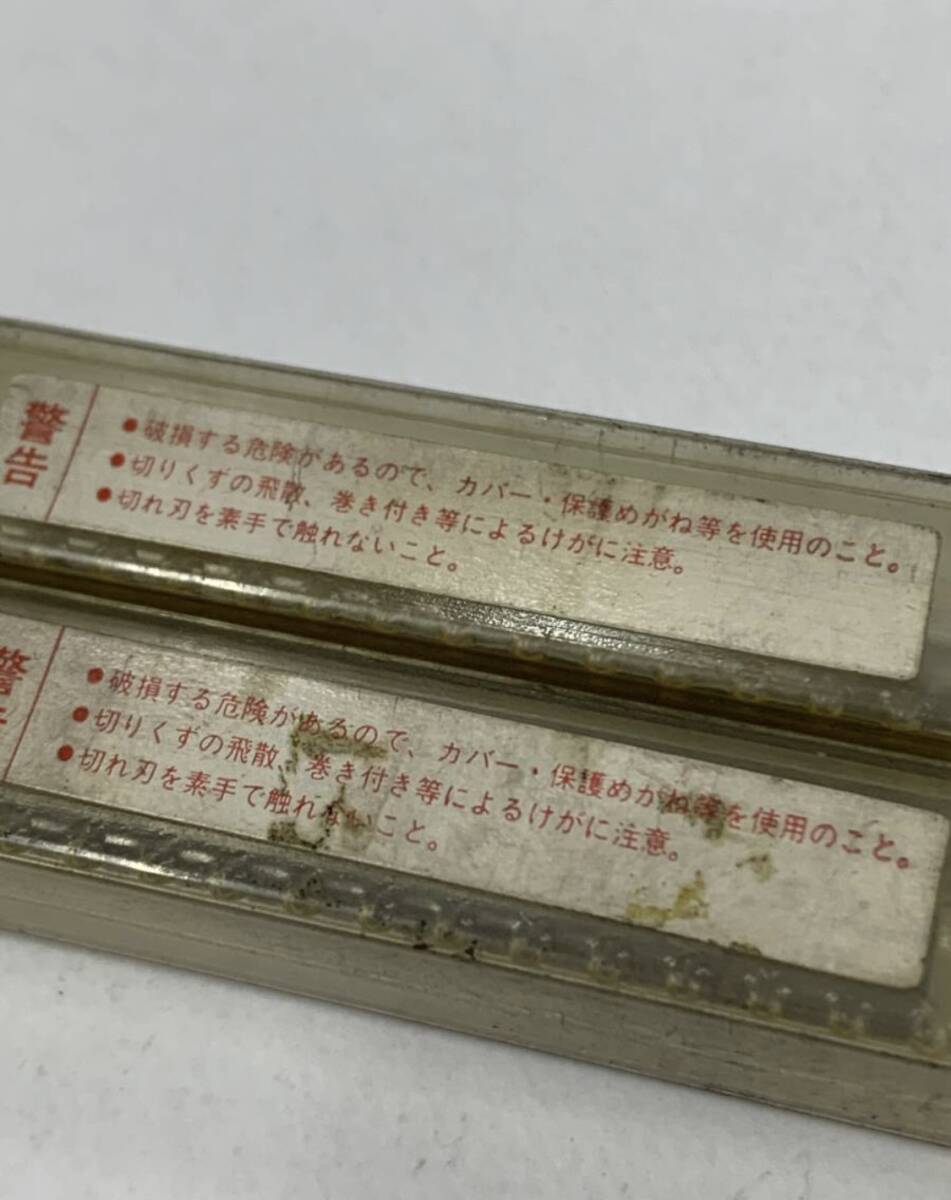 警告
●破損する危険があるので、カバー・保護めがね等を使用のこと。
●切りくずの飛散、巻き付き等によるけがに注意。
●切れ刃を素手で触れないこと。
警告
●破損する危険があるので、カバー・保護めがね等を使用のこと。
●切りくずの飛散、巻き付き等によるけがに注意。
●切れ刃を素手で触れないこと。